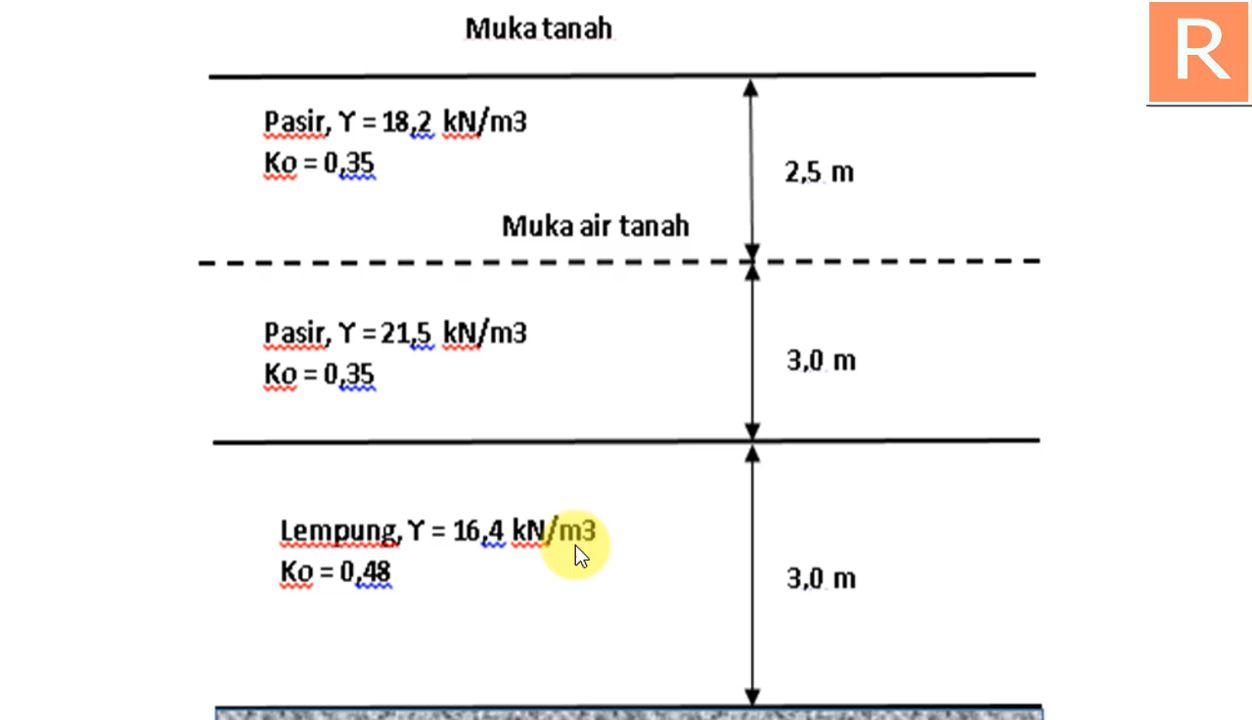 R
Muka tanah
Pasir, ϒ = 18,2 kN/m3
Ko = 0,35
2,5 m
Muka air tanah
Pasir, ϒ = 21,5 kN/m3
Ko = 0,35
3,0 m
Lempung, ϒ = 16,4 kN/m3
Ko = 0,48
3,0 m